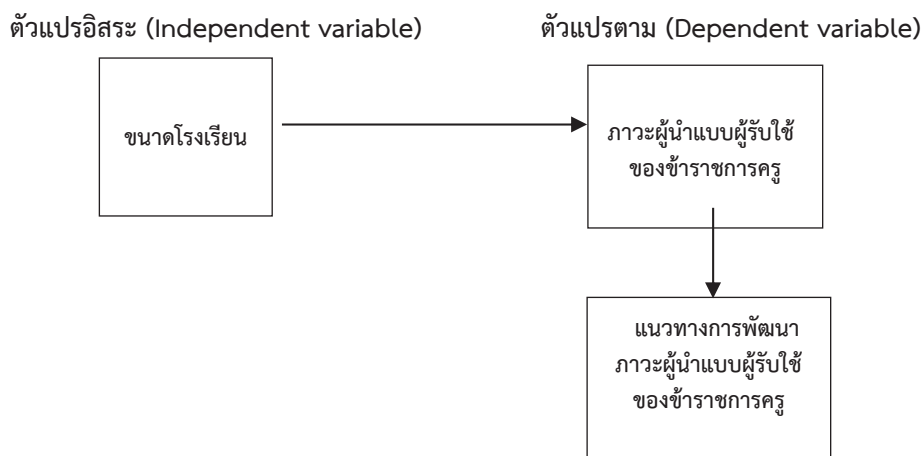 ตัวแปรอิสระ (Independent variable)
ตัวแปรตาม (Dependent variable)
ขนาดโรงเรียน
ภาวะผู้นำแบบผู้รับใช้
ของข้าราชการครู
แนวทางการพัฒนา
ภาวะผู้นำแบบผู้รับใช้
ของข้าราชการครู